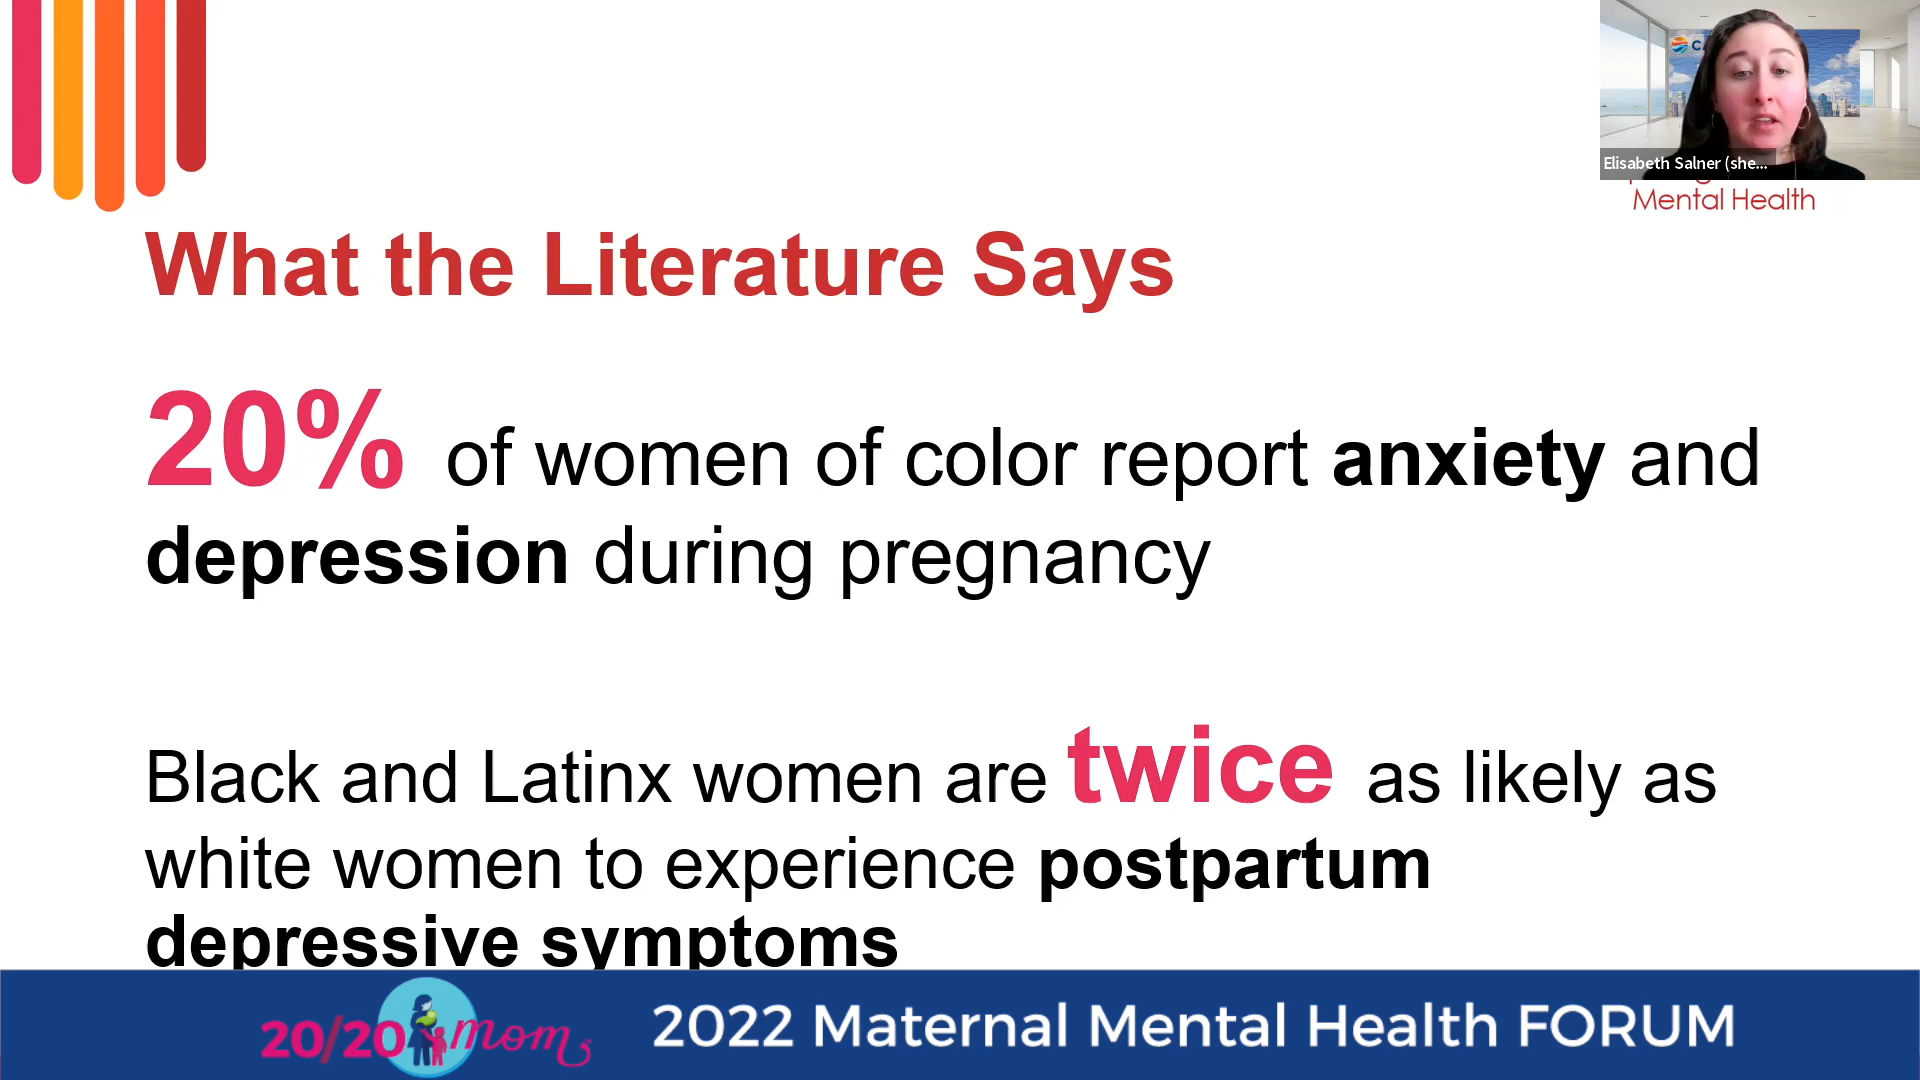 Elisabeth Salner (she...
Mental Health
What the Literature Says
20% of women of color report anxiety and
depression during pregnancy
Black and Latinx women are twice as likely as
white women to experience postpartum
depressive symptoms
20/20 mom
2022 Maternal Mental Health FORUM